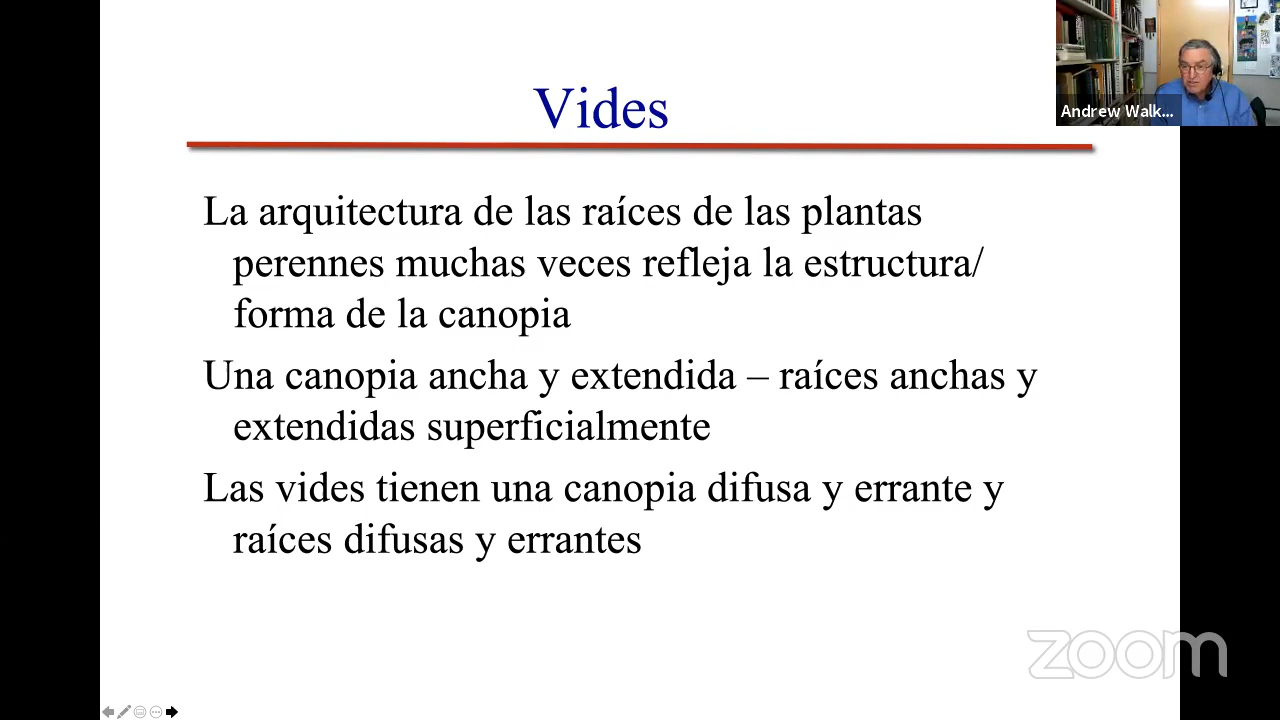 Vides
Andrew Walk...
La arquitectura de las raíces de las plantas
perennes muchas veces refleja la estructura/
forma de la canopia
Una canopia ancha y extendida – raíces anchas y
extendidas superficialmente
Las vides tienen una canopia difusa y errante y
raíces difusas y errantes
zoom